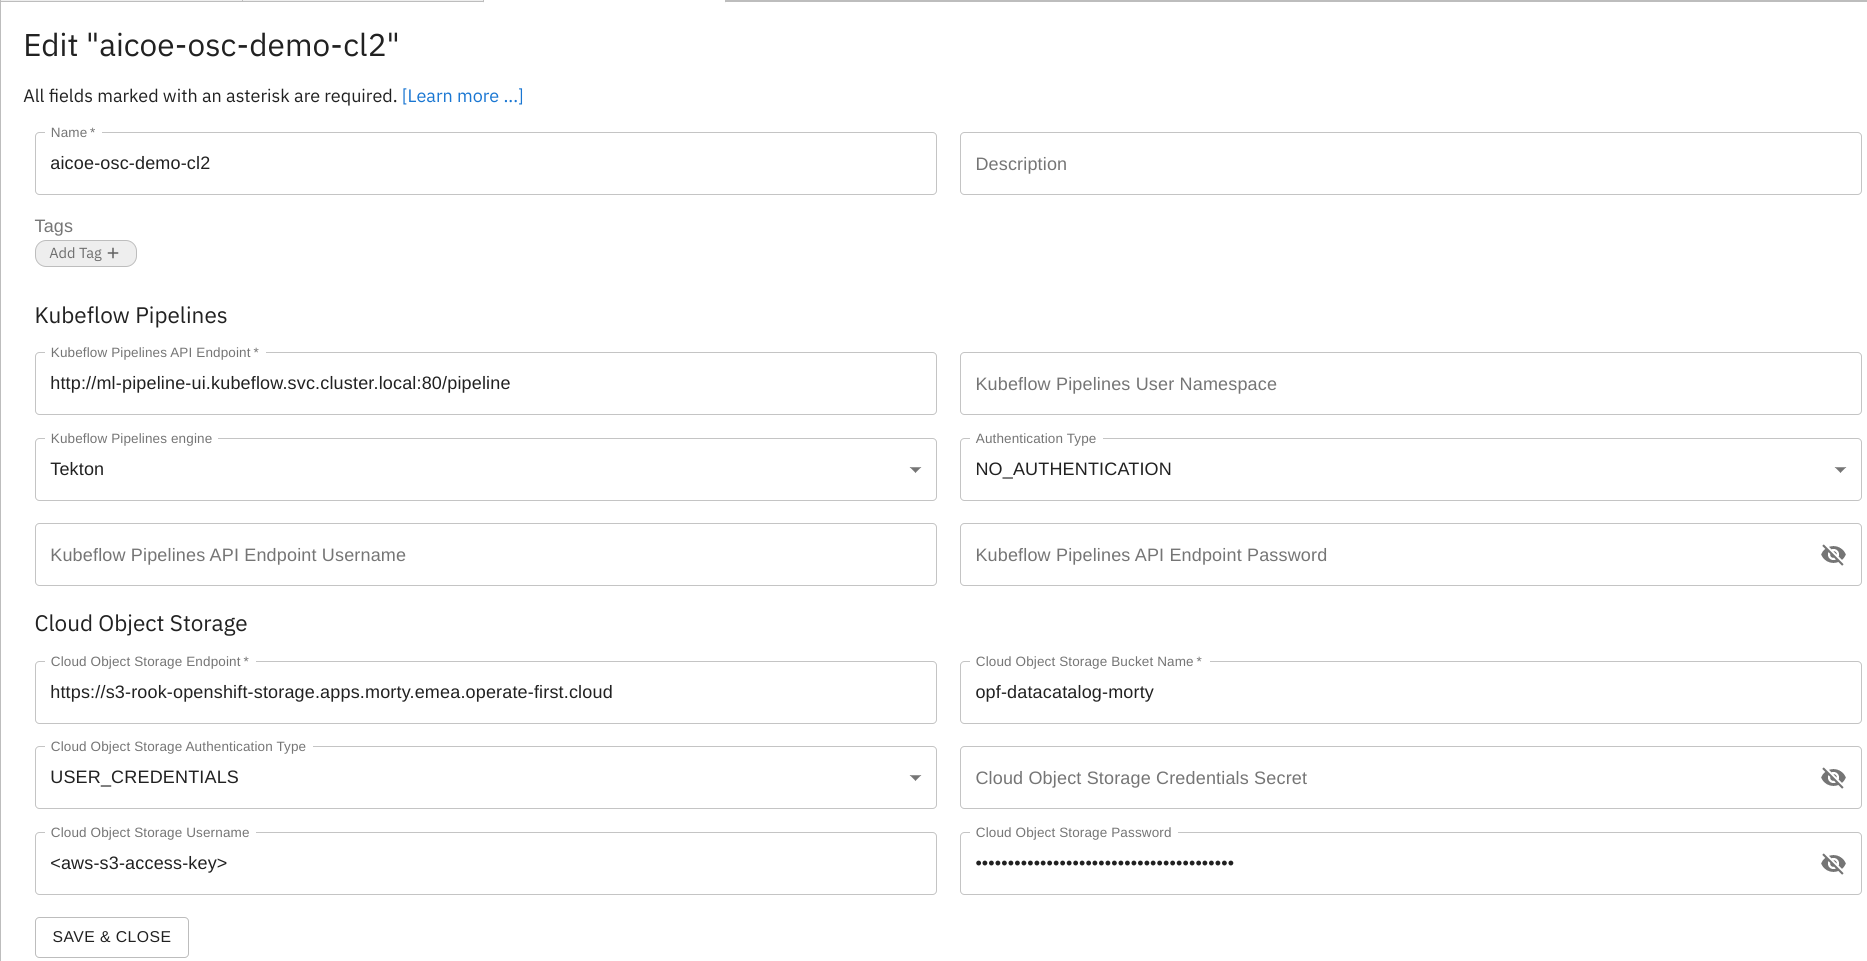 Edit "aicoe-osc-demo-cl2"
All fields marked with an asterisk are required. [Learn more ...]
Name *
aicoe-osc-demo-cl2
Description
Tags
Add Tag +
Kubeflow Pipelines
Kubeflow Pipelines API Endpoint *
http://ml-pipeline-ui.kubeflow.svc.cluster.local:80/pipeline
Kubeflow Pipelines User Namespace
Kubeflow Pipelines engine
Tekton
Authentication Type
NO_AUTHENTICATION
Kubeflow Pipelines API Endpoint Username
Kubeflow Pipelines API Endpoint Password
Cloud Object Storage
Cloud Object Storage Endpoint *
https://s3-rook-openshift-storage.apps.morty.emea.operate-first.cloud
Cloud Object Storage Bucket Name *
opf-datacatalog-morty
Cloud Object Storage Authentication Type
USER_CREDENTIALS
Cloud Object Storage Credentials Secret
Cloud Object Storage Username
<aws-s3-access-key>
Cloud Object Storage Password
••••••••••••••••••••••••••••••••••••••••
SAVE & CLOSE